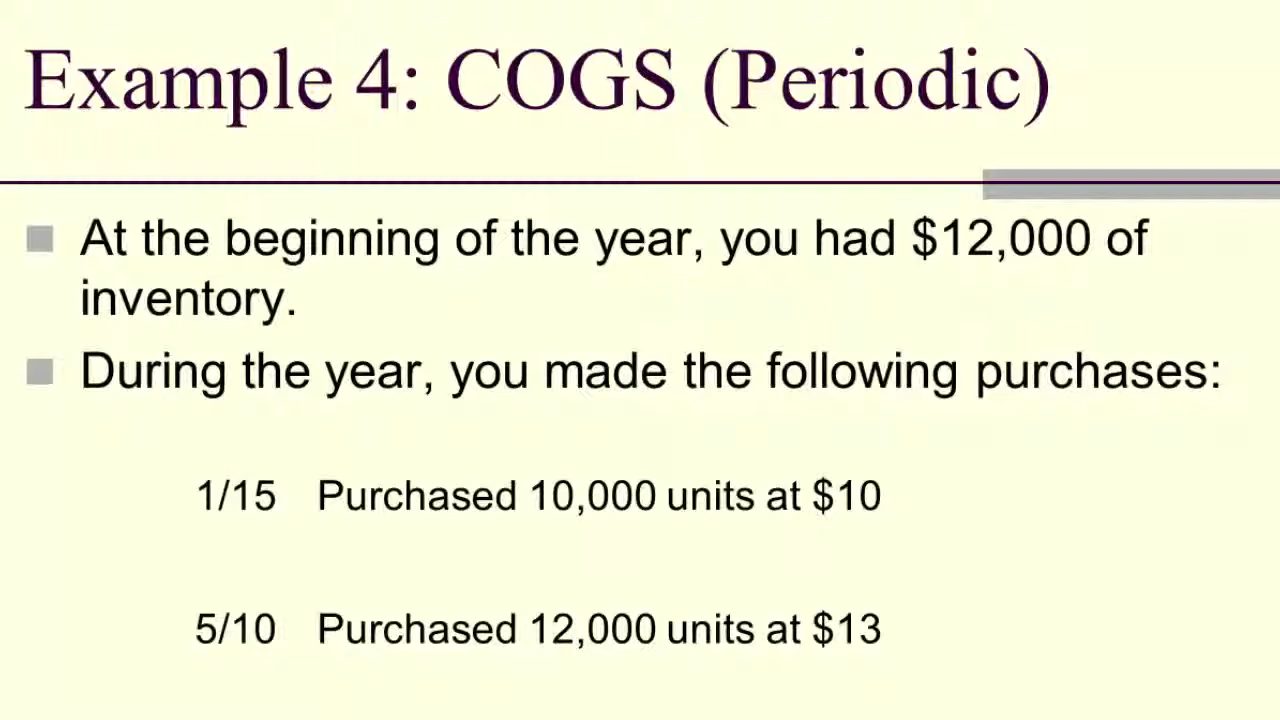 Example 4: COGS (Periodic)
At the beginning of the year, you had $12,000 of
inventory.
During the year, you made the following purchases:
1/15 Purchased 10,000 units at $10
5/10 Purchased 12,000 units at $13